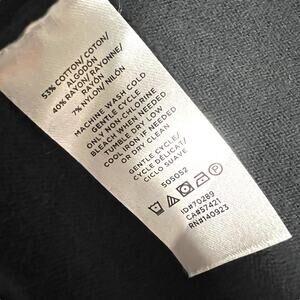 53% COTTON/COTON/
ALGODÓN
40% RAYON/RAYONNE/
RAYÓN
7% NYLON/NILÓN
MACHINE WASH COLD
GENTLE CYCLE
ONLY NON-CHLORINE
BLEACH WHEN NEEDED
TUMBLE DRY LOW
COOL IRON IF NEEDED
OR DRY CLEAN
GENTLE CYCLE/
CYCLE DÉLICAT/
CICLO SUAVE
505052
ID#70289
CA#57421
RN#140923